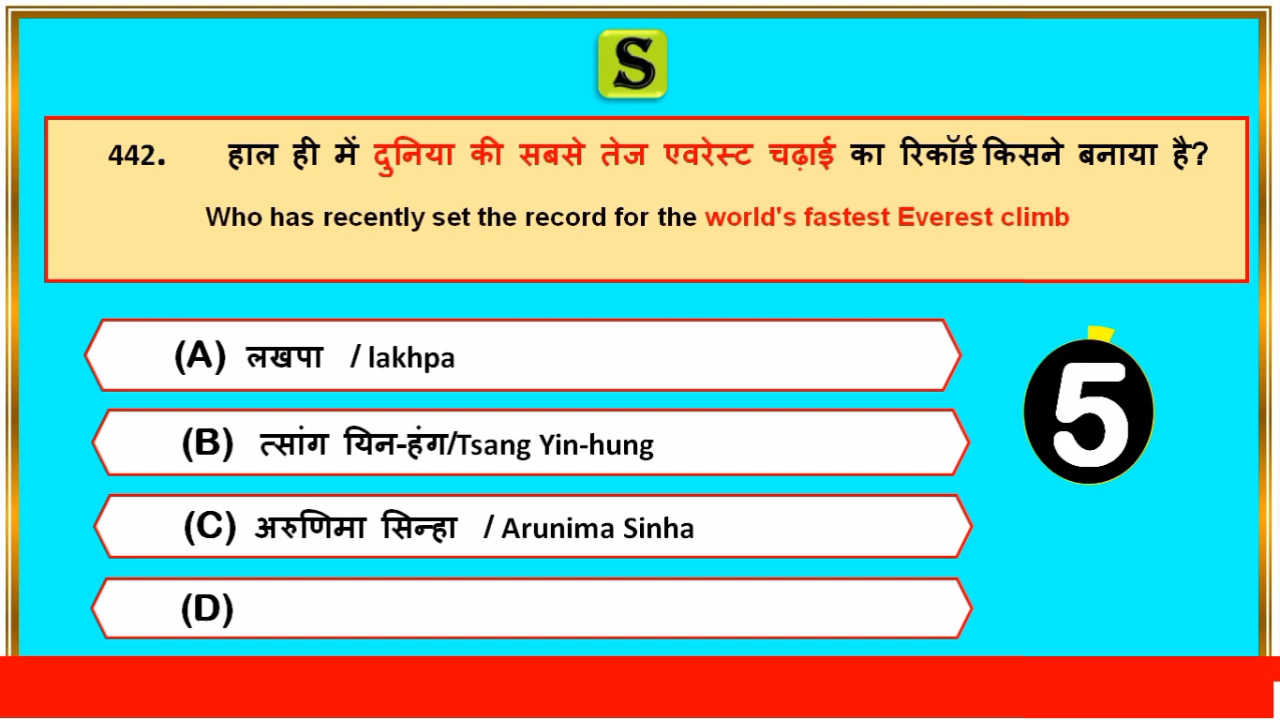 S
442. हाल ही में दुनिया की सबसे तेज एवरेस्ट चढ़ाई का रिकॉर्ड किसने बनाया है?
Who has recently set the record for the world's fastest Everest climb
(A) लखपा / lakhpa
(B) त्सांग यिन-हंग/Tsang Yin-hung
(C) अरुणिमा सिन्हा / Arunima Sinha
(D)
5